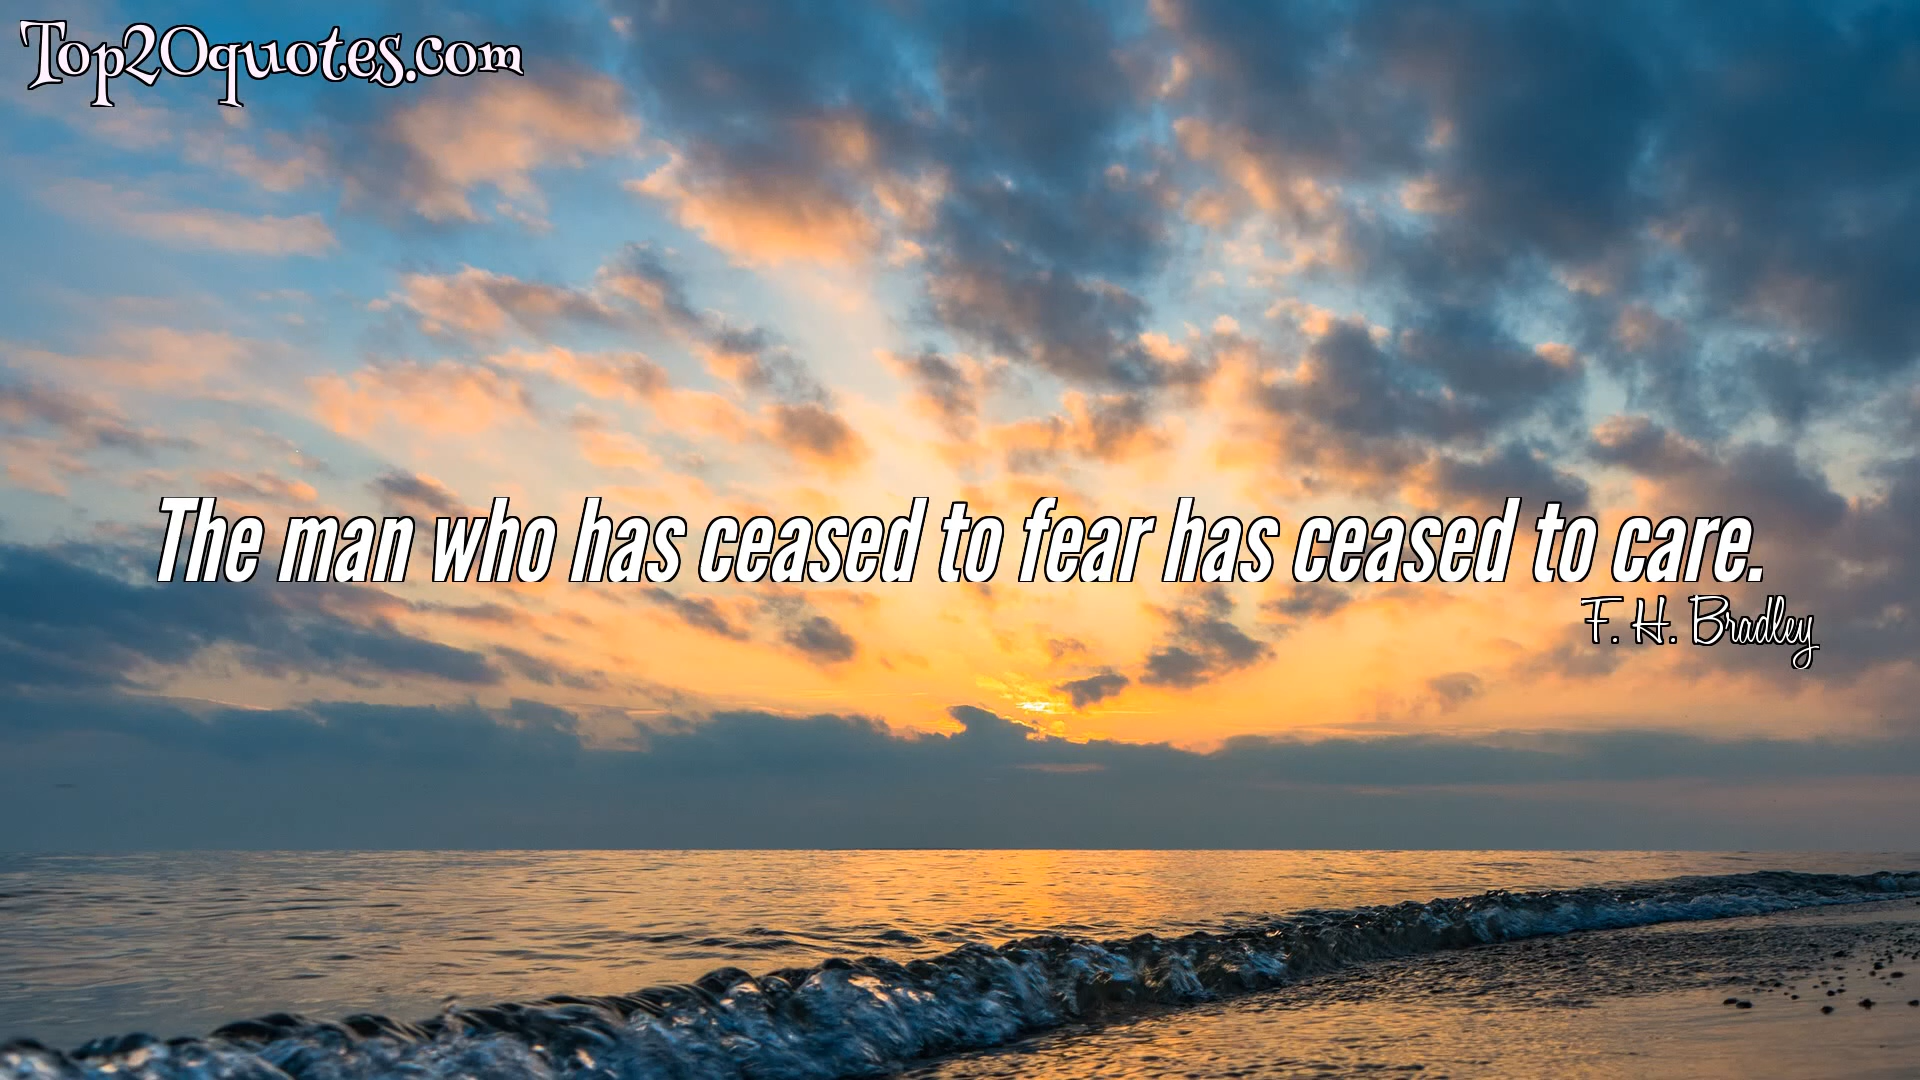 Top20quotes.com
The man who has ceased to fear has ceased to care.
F. H. Bradley